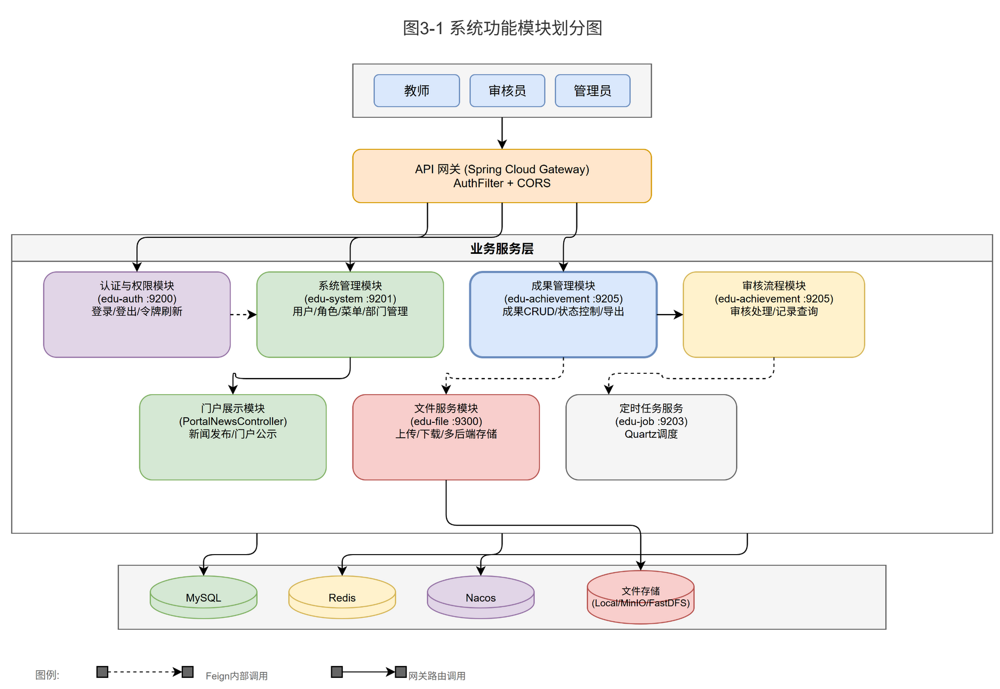 图3-1 系统功能模块划分图
教师
审核员
管理员
API 网关 (Spring Cloud Gateway)
AuthFilter + CORS
业务服务层
认证与权限模块
(edu-auth :9200)
登录/登出/令牌刷新
系统管理模块
(edu-system :9201)
用户/角色/菜单/部门管理
成果管理模块
(edu-achievement :9205)
成果CRUD/状态控制/导出
审核流程模块
(edu-achievement :9205)
审核处理/记录查询
门户展示模块
(PortalNewsController)
新闻发布/门户公示
文件服务模块
(edu-file :9300)
上传/下载/多后端存储
定时任务服务
(edu-job :9203)
Quartz调度
MySQL
Redis
Nacos
文件存储
(Local/MinIO/FastDFS)
图例:
Feign内部调用
网关路由调用